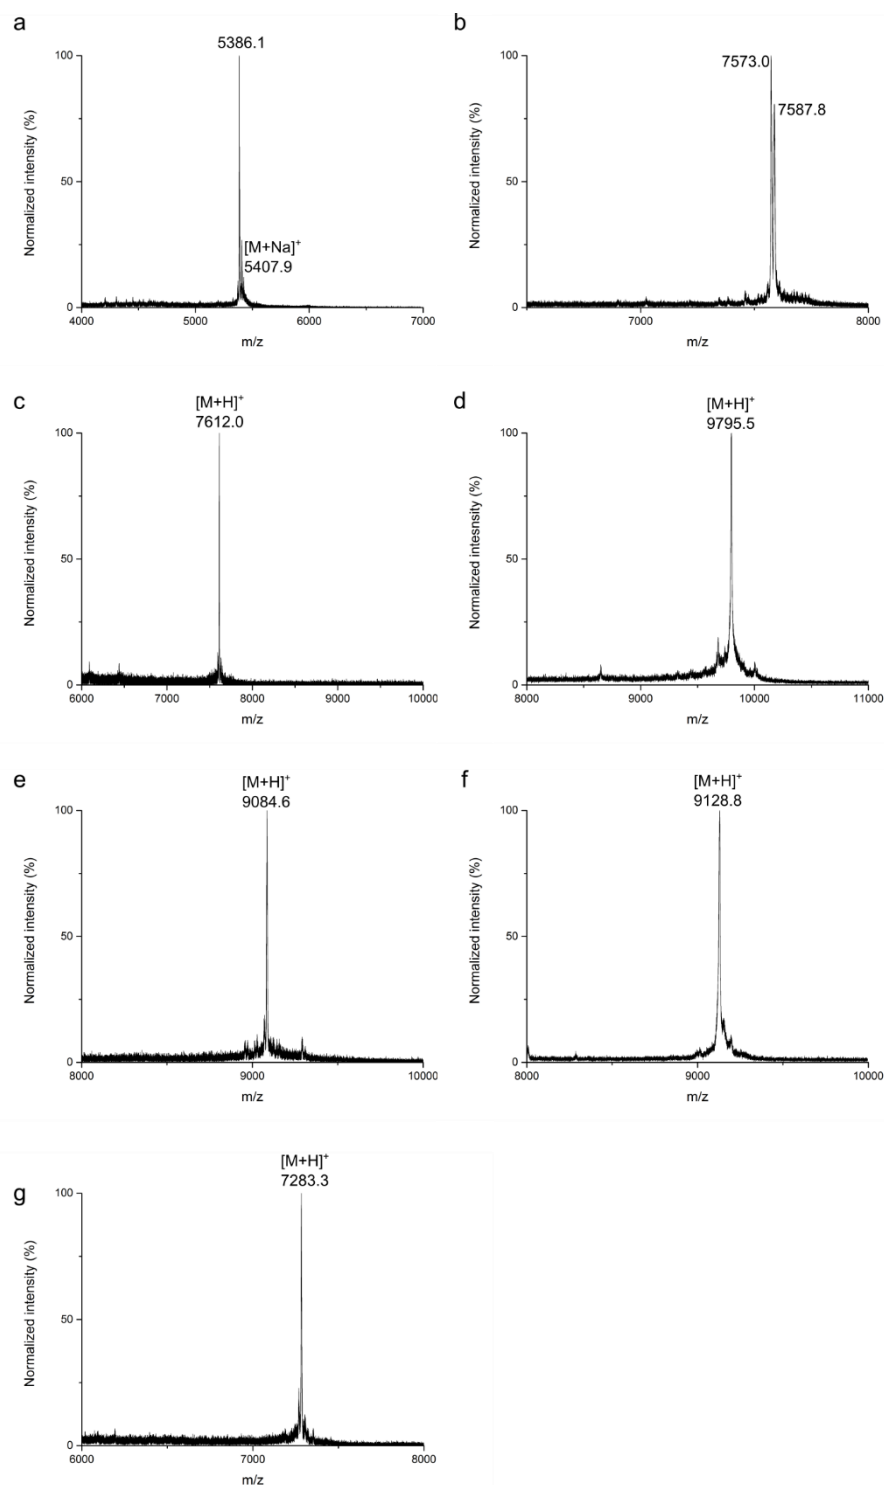 a
5386.1
100
50
0
Normalized intensity (%)
[M+Na]⁺
5407.9
4000 5000 6000 7000
m/z
b
7573.0
7587.8
100
50
0
Normalized intensity (%)
7000 8000
m/z
c
[M+H]⁺
7612.0
100
50
0
Normalized intensity (%)
6000 7000 8000 9000 10000
m/z
d
[M+H]⁺
9795.5
100
50
0
Normalized intesnsity (%)
8000 9000 10000 11000
m/z
e
[M+H]⁺
9084.6
100
50
0
Normalized intensity (%)
8000 9000 10000
m/z
f
[M+H]⁺
9128.8
100
50
0
Normalized intensity (%)
8000 9000 10000
m/z
g
[M+H]⁺
7283.3
100
50
0
Normalized intensity (%)
6000 7000 8000
m/z